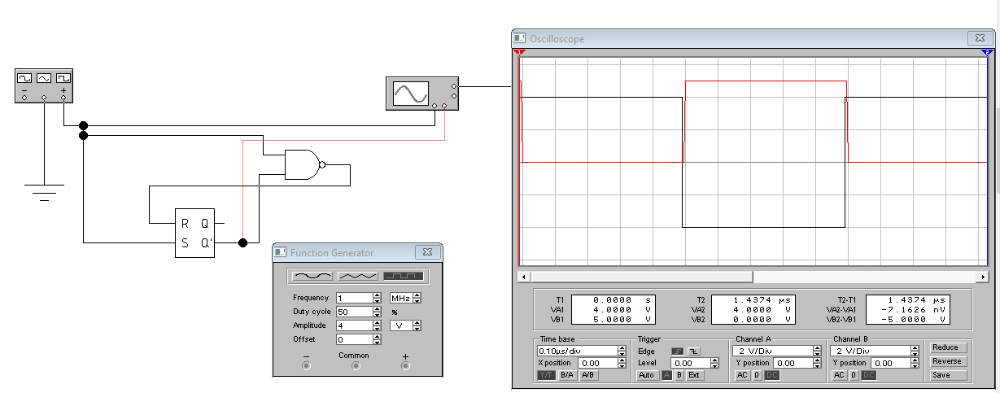 Oscilloscope
1
2
R Q
S Q'
Function Generator
Frequency 1 MHz
Duty cycle 50 %
Amplitude 4 V
Offset 0
− Common +
T1 0.0000 s
VA1 4.0000 V
VB1 5.0000 V
T2 1.4374 µs
VA2 4.0000 V
VB2 0.0000 V
T2-T1 1.4374 µs
VA2-VA1 -7.1626 nV
VB2-VB1 -5.0000 V
Time base
0.10µs/div
X position 0.00
Y/T B/A A/B
Trigger
Edge
Level 0.00
Auto A B Ext
Channel A
2 V/Div
Y position 0.00
AC 0 DC
Channel B
2 V/Div
Y position 0.00
AC 0 DC
Reduce
Reverse
Save